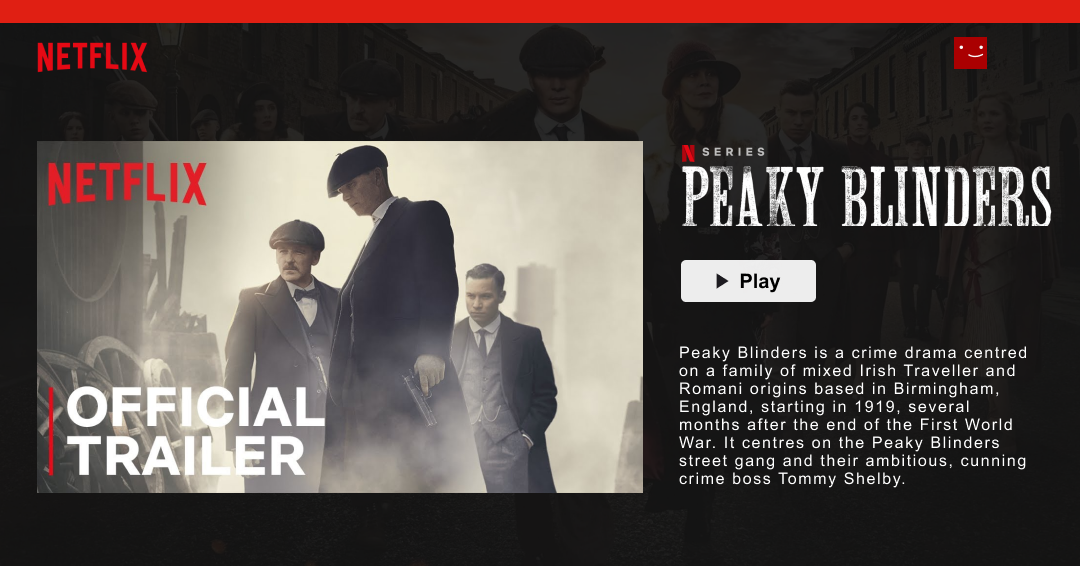 NETFLIX
NETFLIX
OFFICIAL
TRAILER
N SERIES
PEAKY BLINDERS
Play
Peaky Blinders is a crime drama centred
on a family of mixed Irish Traveller and
Romani origins based in Birmingham,
England, starting in 1919, several
months after the end of the First World
War. It centres on the Peaky Blinders
street gang and their ambitious, cunning
crime boss Tommy Shelby.